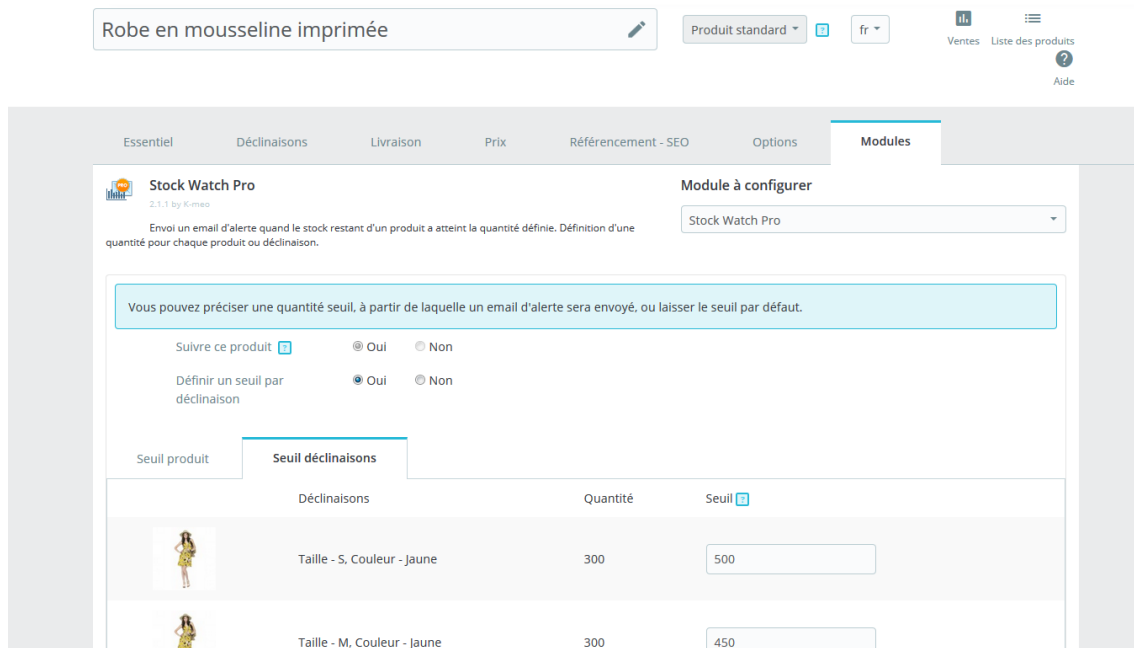 Robe en mousseline imprimée
Produit standard
?
fr
Ventes
Liste des produits
?
Aide
Essentiel
Déclinaisons
Livraison
Prix
Référencement - SEO
Options
Modules
PRO
Stock Watch Pro
2.1.1 by K-meo
Envoi un email d'alerte quand le stock restant d'un produit a atteint la quantité définie. Définition d'une
quantité pour chaque produit ou déclinaison.
Module à configurer
Stock Watch Pro
Vous pouvez préciser une quantité seuil, à partir de laquelle un email d'alerte sera envoyé, ou laisser le seuil par défaut.
Suivre ce produit ? Oui Non
Définir un seuil par
déclinaison
Oui Non
Seuil produit
Seuil déclinaisons
Déclinaisons Quantité Seuil ?
Taille - S, Couleur - Jaune 300 500
Taille - M, Couleur - Jaune 300 450